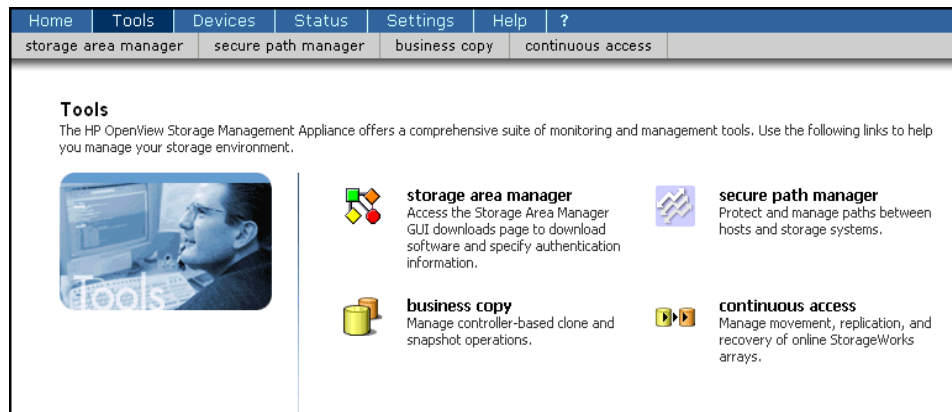 Home Tools Devices Status Settings Help ?
storage area manager secure path manager business copy continuous access
Tools
The HP OpenView Storage Management Appliance offers a comprehensive suite of monitoring and management tools. Use the following links to help
you manage your storage environment.
Tools
storage area manager
Access the Storage Area Manager
GUI downloads page to download
software and specify authentication
information.
secure path manager
Protect and manage paths between
hosts and storage systems.
business copy
Manage controller-based clone and
snapshot operations.
continuous access
Manage movement, replication, and
recovery of online StorageWorks
arrays.